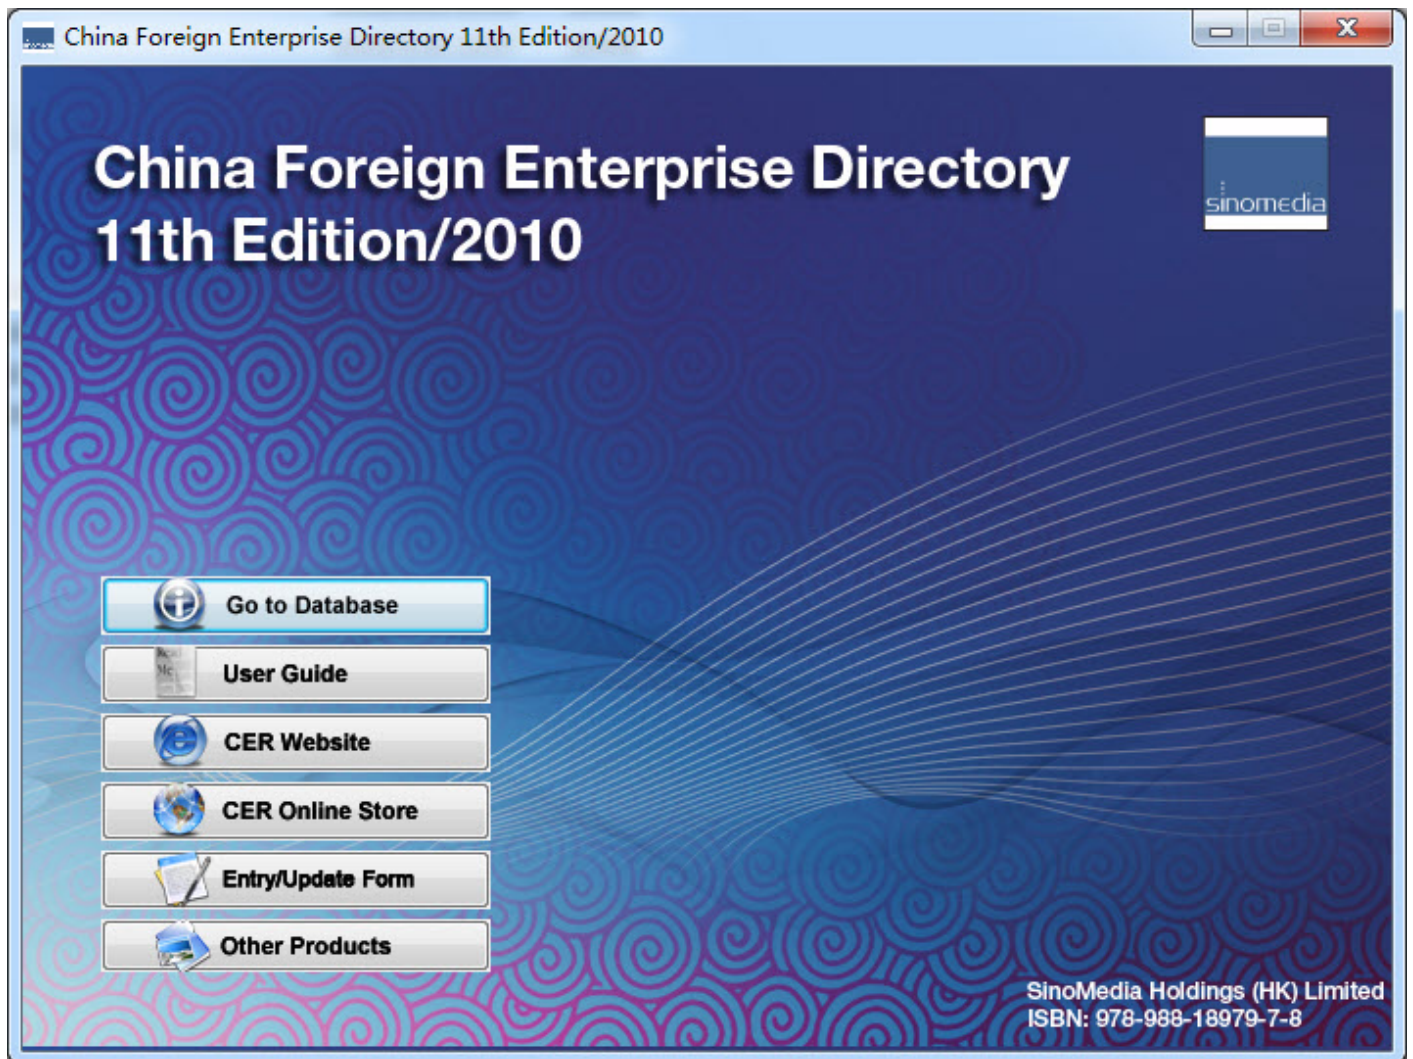 China Foreign Enterprise Directory 11th Edition/2010
China Foreign Enterprise Directory
11th Edition/2010
sinomedia
Go to Database
Read
Me
User Guide
CER Website
CER Online Store
Entry/Update Form
Other Products
SinoMedia Holdings (HK) Limited
ISBN: 978-988-18979-7-8